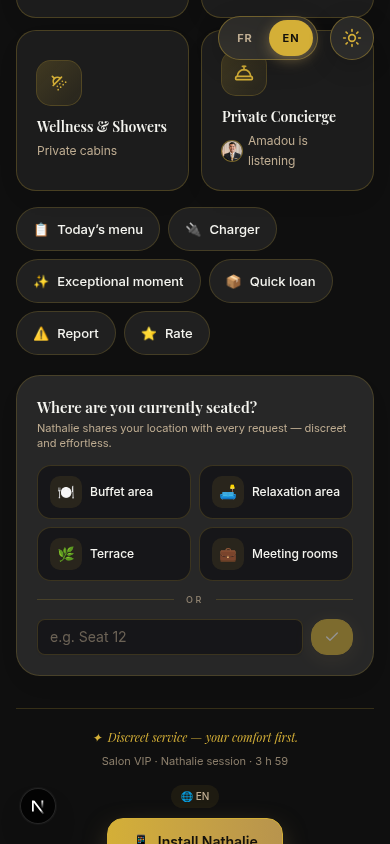 FR
EN
Wellness & Showers
Private cabins
Private Concierge
Amadou is
listening
Today's menu
Charger
Exceptional moment
Quick loan
Report
Rate
Where are you currently seated?
Nathalie shares your location with every request — discreet
and effortless.
Buffet area
Relaxation area
Terrace
Meeting rooms
OR
e.g. Seat 12
✦ Discreet service — your comfort first.
Salon VIP · Nathalie session · 3 h 59
🌐 EN
N
Install Nathalie